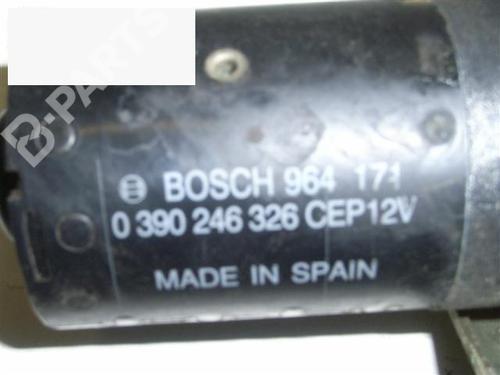 B-PARTS
BOSCH 964 171
0 390 246 326 CEP12V
MADE IN SPAIN